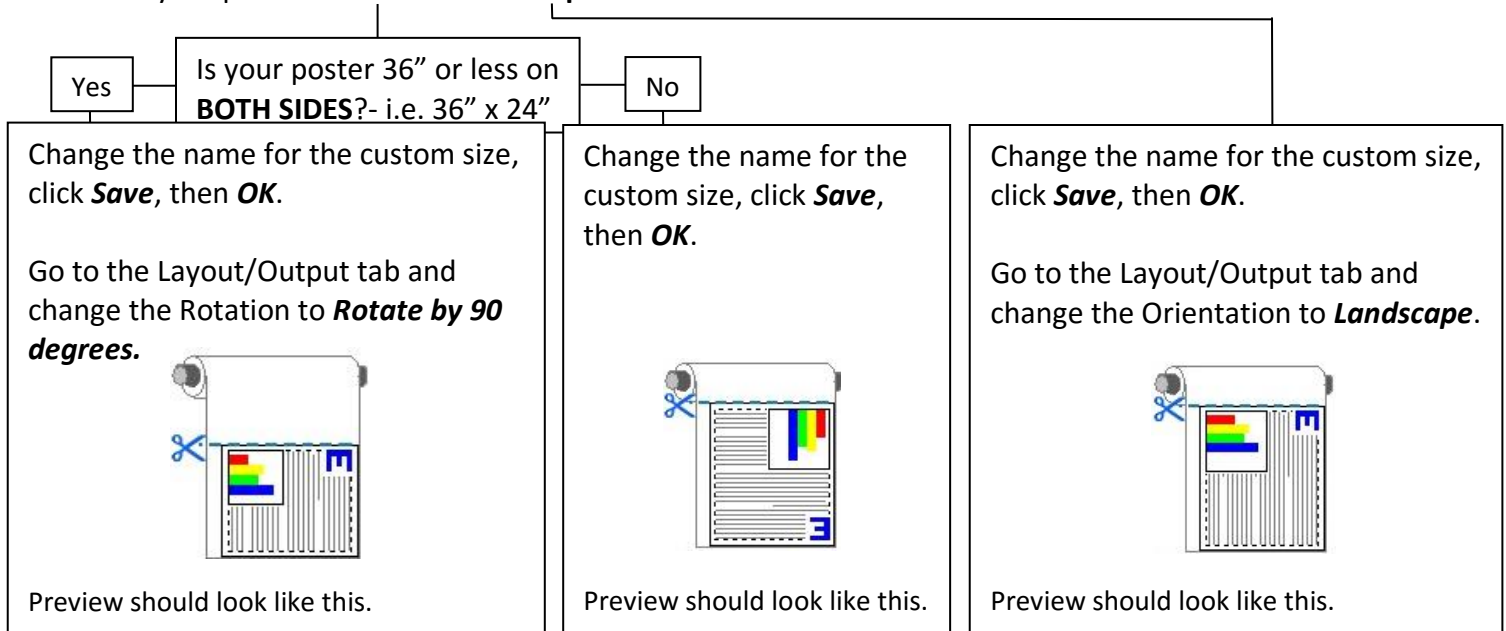 Yes
Is your poster 36” or less on
BOTH SIDES?- i.e. 36” x 24”
No
Change the name for the custom size,
click Save, then OK.
Go to the Layout/Output tab and
change the Rotation to Rotate by 90
degrees.
Preview should look like this.
Change the name for the
custom size, click Save,
then OK.
Preview should look like this.
Change the name for the custom size,
click Save, then OK.
Go to the Layout/Output tab and
change the Orientation to Landscape.
Preview should look like this.